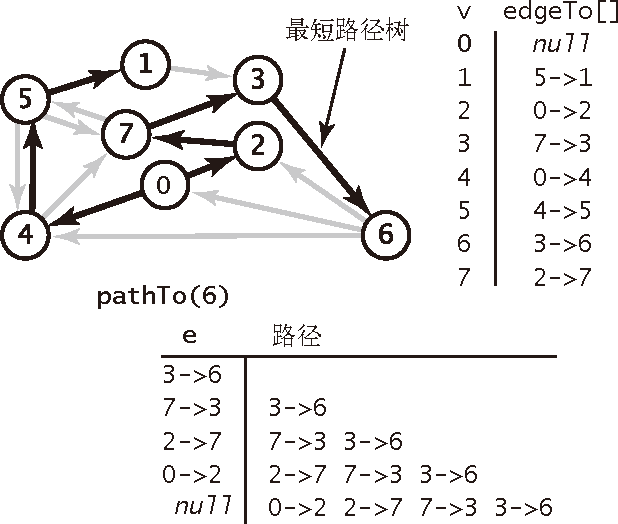 最短路径树
v edgeTo[]
0 null
1 5->1
2 0->2
3 7->3
4 0->4
5 4->5
6 3->6
7 2->7
1
3
5
7
2
0
4
6
pathTo(6)
e 路径
3->6
7->3 3->6
2->7 7->3 3->6
0->2 2->7 7->3 3->6
null 0->2 2->7 7->3 3->6